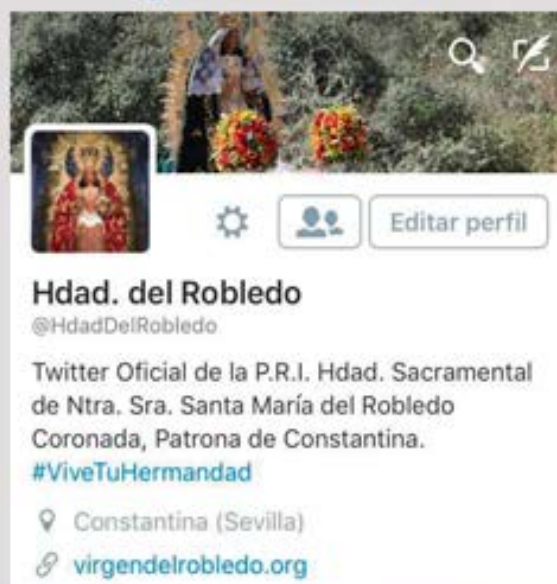 Editar perfil
Hdad. del Robledo
@HdadDelRobledo
Twitter Oficial de la P.R.I. Hdad. Sacramental
de Ntra. Sra. Santa María del Robledo
Coronada, Patrona de Constantina.
#ViveTuHermandad
Constantina (Sevilla)
virgendelrobledo.org